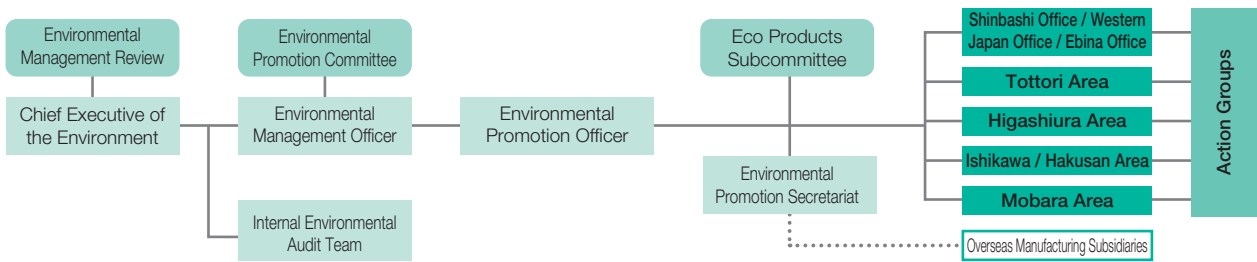 Environmental
Management Review
Chief Executive of
the Environment
Environmental
Promotion Committee
Environmental
Management Officer
Internal Environmental
Audit Team
Environmental
Promotion Officer
Eco Products
Subcommittee
Environmental
Promotion Secretariat
Shinbashi Office / Western
Japan Office / Ebina Office
Tottori Area
Higashiura Area
Ishikawa / Hakusan Area
Mobara Area
Overseas Manufacturing Subsidiaries
Action Groups